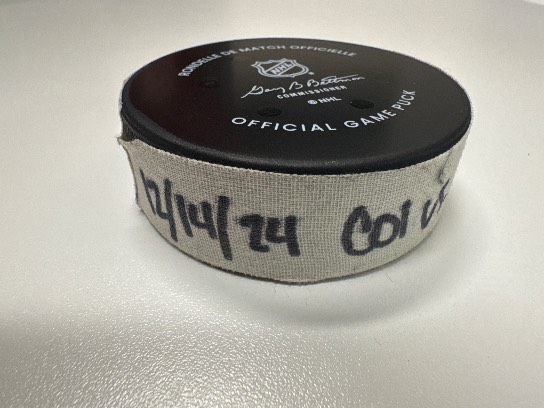 RONDELLE DE MATCH OFFICIELLE
NHL
Gary B Bettman
COMMISSIONER
© NHL
OFFICIAL GAME PUCK
12/14/24 COL